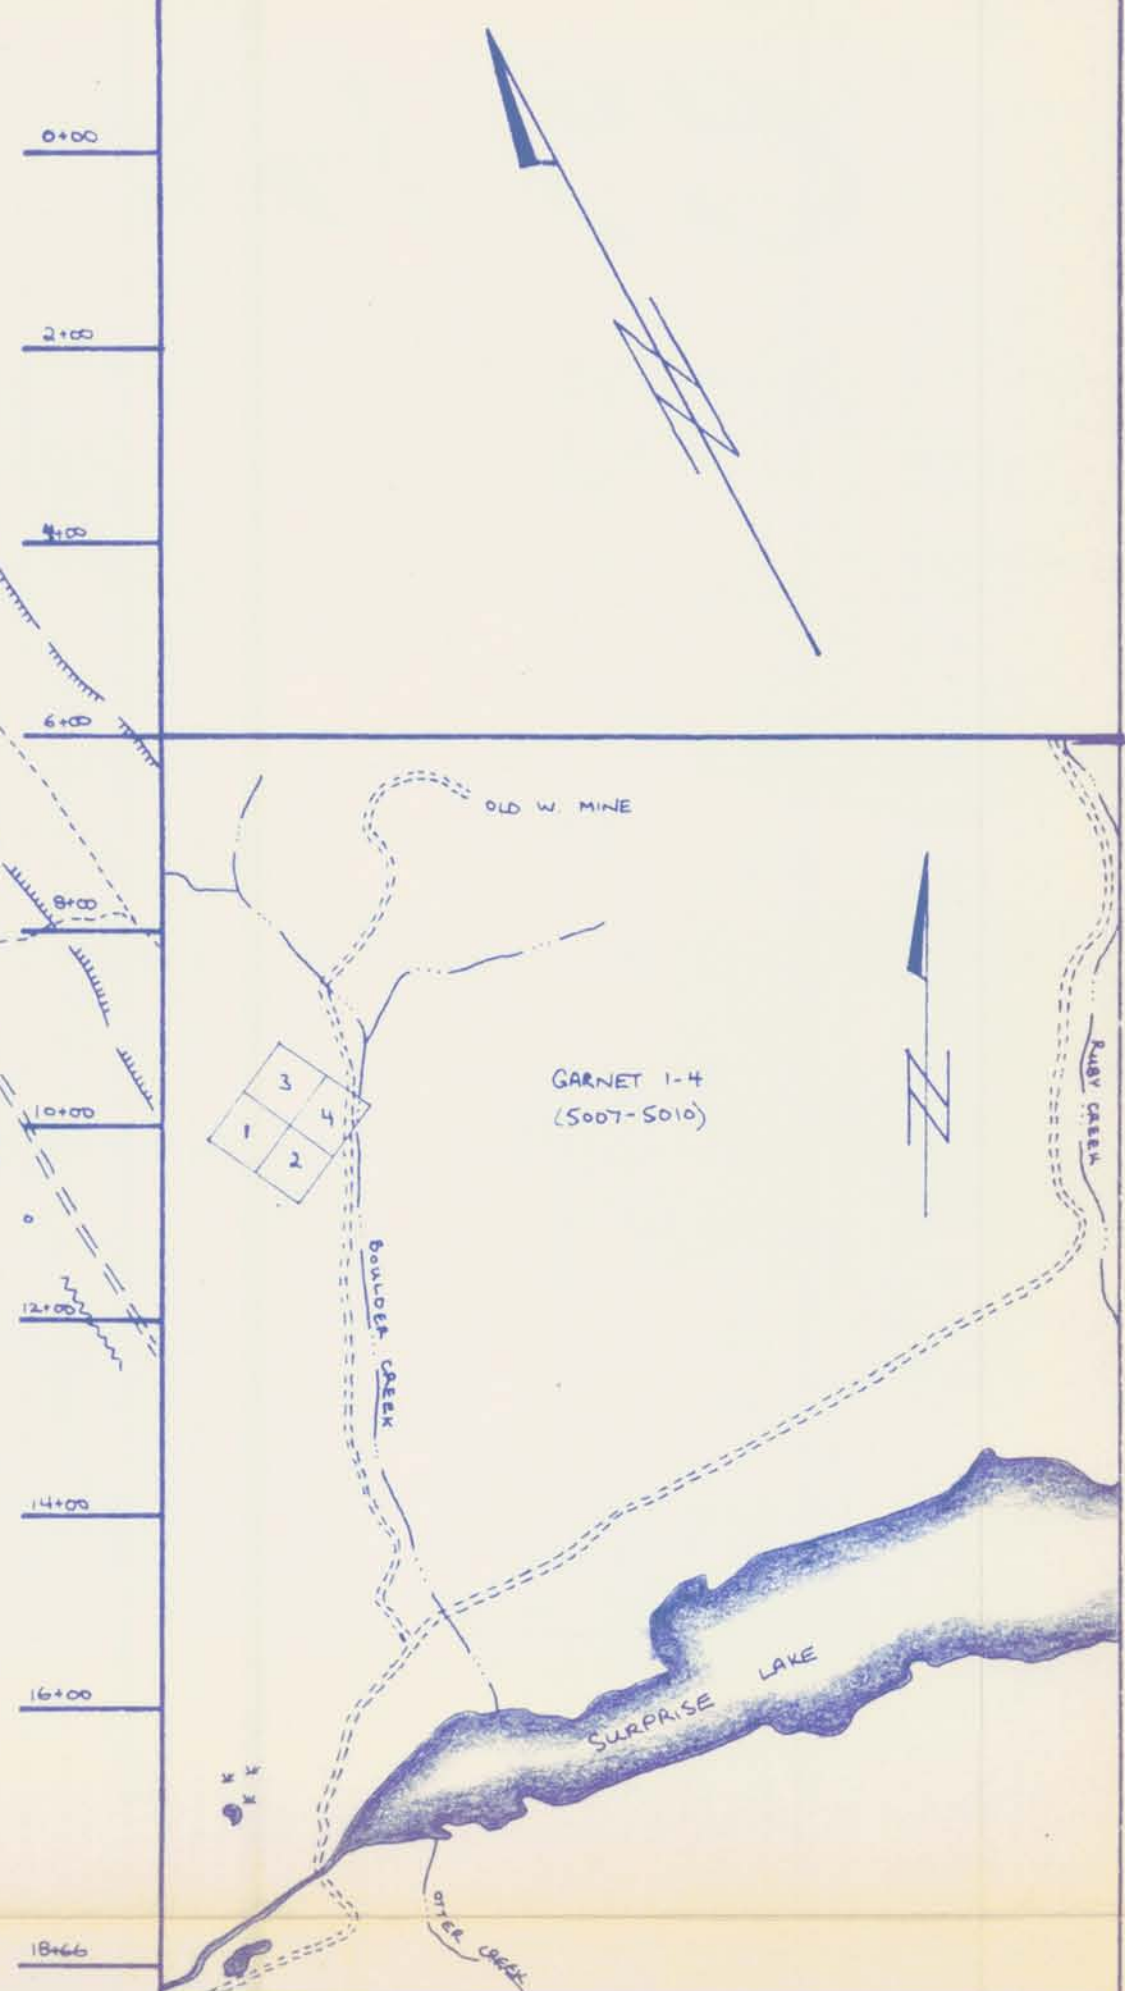 0+00
2+00
4+00
6+00
8+00
10+00
12+00
14+00
16+00
18+66
N
OLD W. MINE
N
GARNET 1-4
(5007-5010)
3
4
1
2
RUBY CREEK
BOULDER CREEK
SURPRISE LAKE
OTTER CREEK